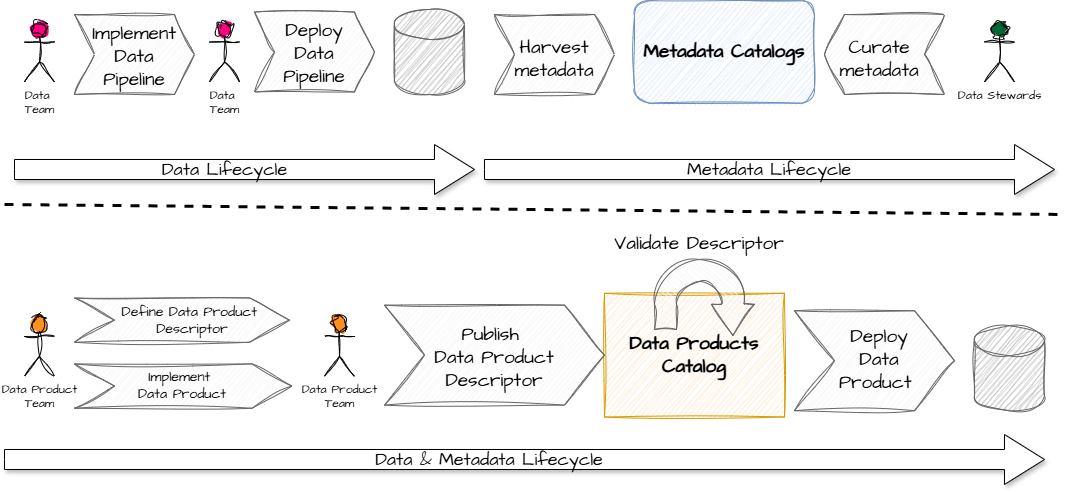 Implement
Data
Pipeline
Deploy
Data
Pipeline
Harvest
metadata
Metadata Catalogs
Curate
metadata
Data
Team
Data
Team
Data Stewards
Data Lifecycle
Metadata Lifecycle
Validate Descriptor
Define Data Product
Descriptor
Implement
Data Product
Data Product
Team
Data Product
Team
Publish
Data Product
Descriptor
Data Products
Catalog
Deploy
Data
Product
Data & Metadata Lifecycle